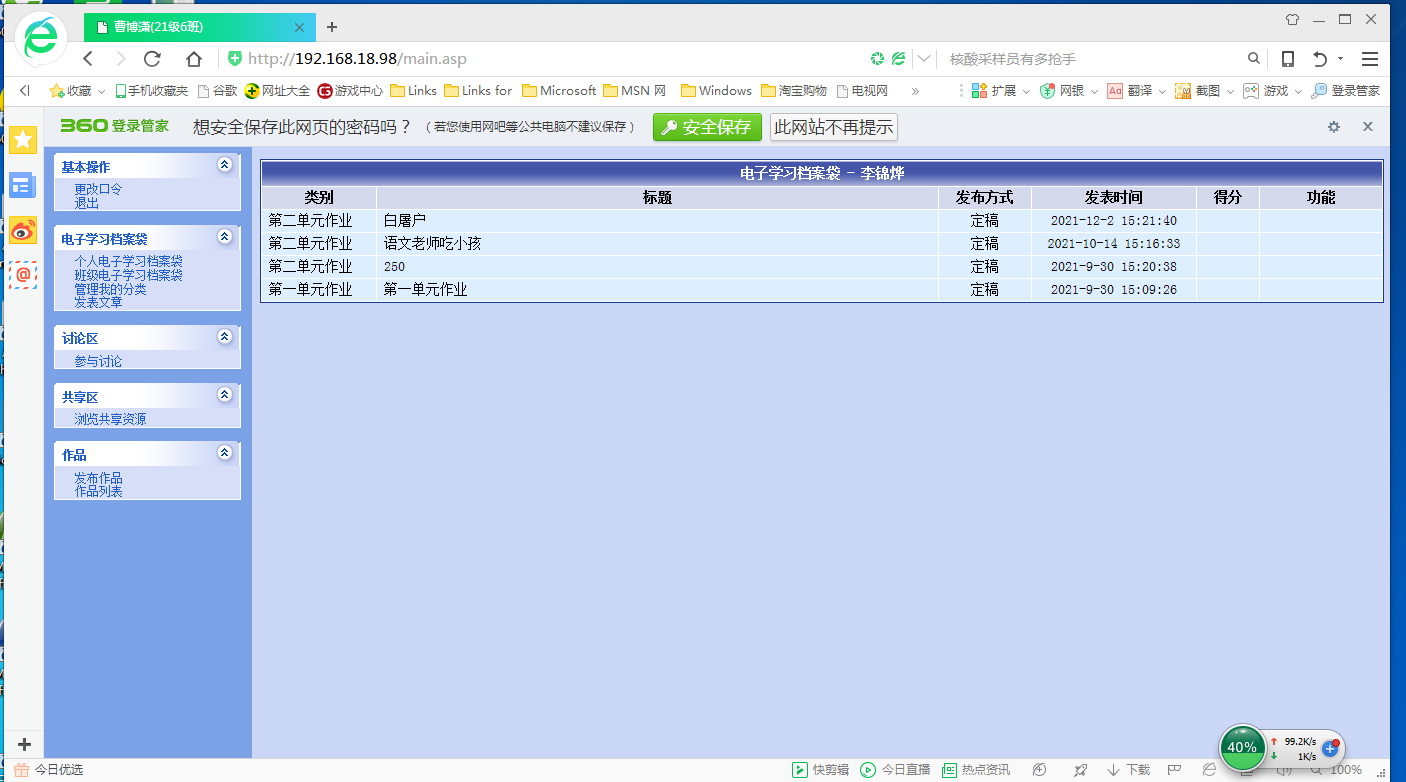 曹博潇(21级6班)
http://192.168.18.98/main.asp
核酸采样员有多抢手
收藏 手机收藏夹 谷歌 网址大全 游戏中心 Links Links for Microsoft MSN 网 Windows 淘宝购物 电视网 » 扩展 网银 翻译 截图 游戏 登录管家
360登录管家 想安全保存此网页的密码吗？ （若您使用网吧等公共电脑不建议保存） 安全保存 此网站不再提示
基本操作
更改口令
退出
电子学习档案袋
个人电子学习档案袋
班级电子学习档案袋
管理我的分类
发表文章
讨论区
参与讨论
共享区
浏览共享资源
作品
发布作品
作品列表
电子学习档案袋 - 李锦烨
类别 标题 发布方式 发表时间 得分 功能
第二单元作业 白屠户 定稿 2021-12-2 15:21:40
第二单元作业 语文老师吃小孩 定稿 2021-10-14 15:16:33
第二单元作业 250 定稿 2021-9-30 15:20:38
第一单元作业 第一单元作业 定稿 2021-9-30 15:09:26
40% 99.2K/s
1K/s
今日优选 快剪辑 今日直播 热点资讯 下载 100%